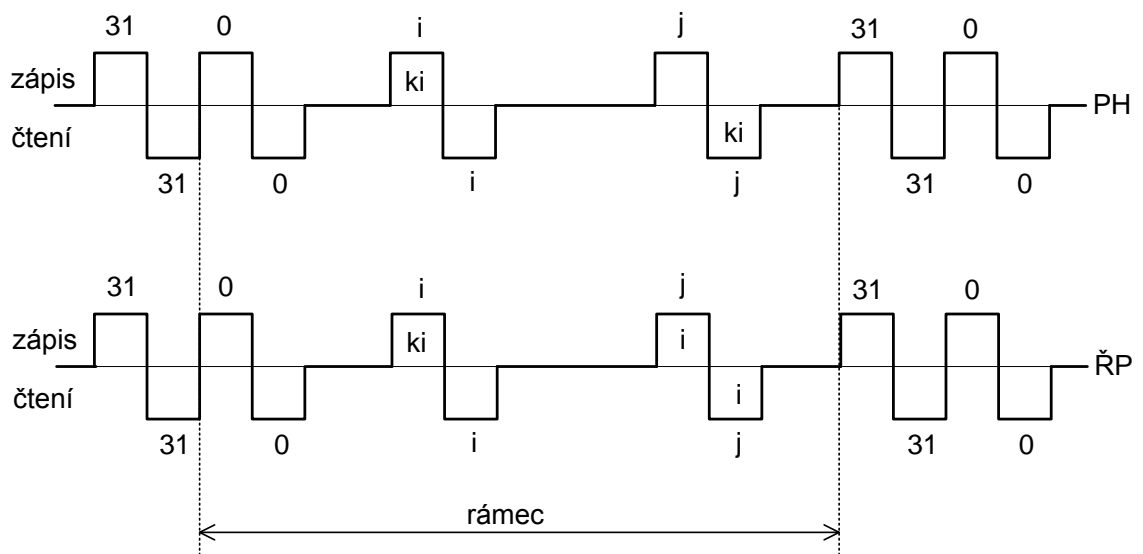 31 0 i j 31 0
zápis ki
PH
čtení ki
31 0 i j 31 0
31 0 i j 31 0
zápis ki i
ŘP
čtení i
31 0 i j 31 0
rámec